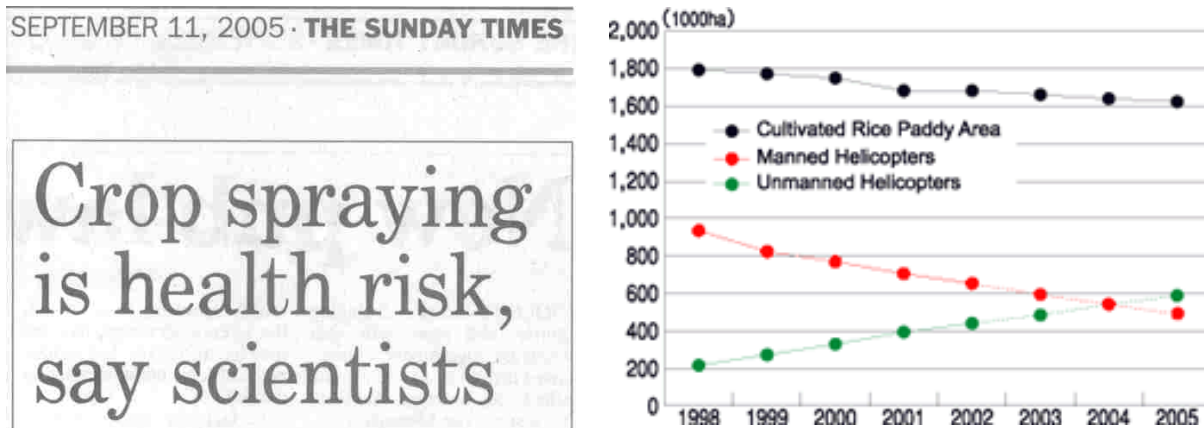 SEPTEMBER 11, 2005 · THE SUNDAY TIMES
Crop spraying
is health risk,
say scientists
(1000ha)
2,000
1,800
1,600
1,400
1,200
1,000
800
600
400
200
0
Cultivated Rice Paddy Area
Manned Helicopters
Unmanned Helicopters
1998 1999 2000 2001 2002 2003 2004 2005